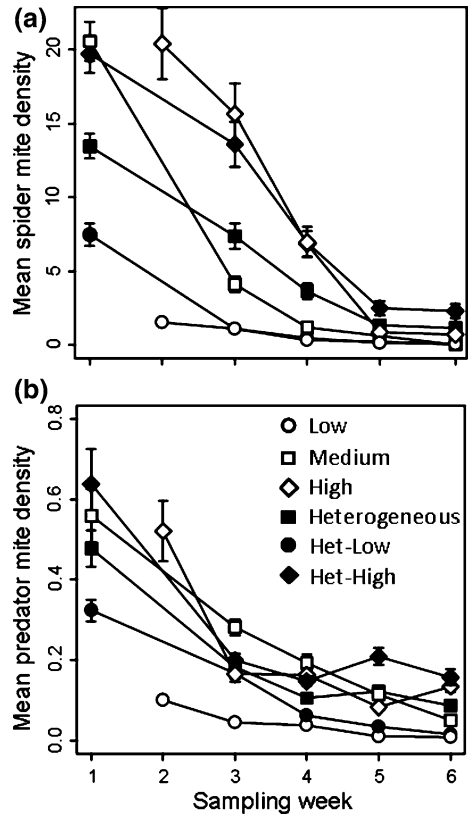 (a)
Mean spider mite density
20
15
10
5
0
(b)
Mean predator mite density
0.8
0.6
0.4
0.2
0.0
Low
Medium
High
Heterogeneous
Het-Low
Het-High
1 2 3 4 5 6
Sampling week